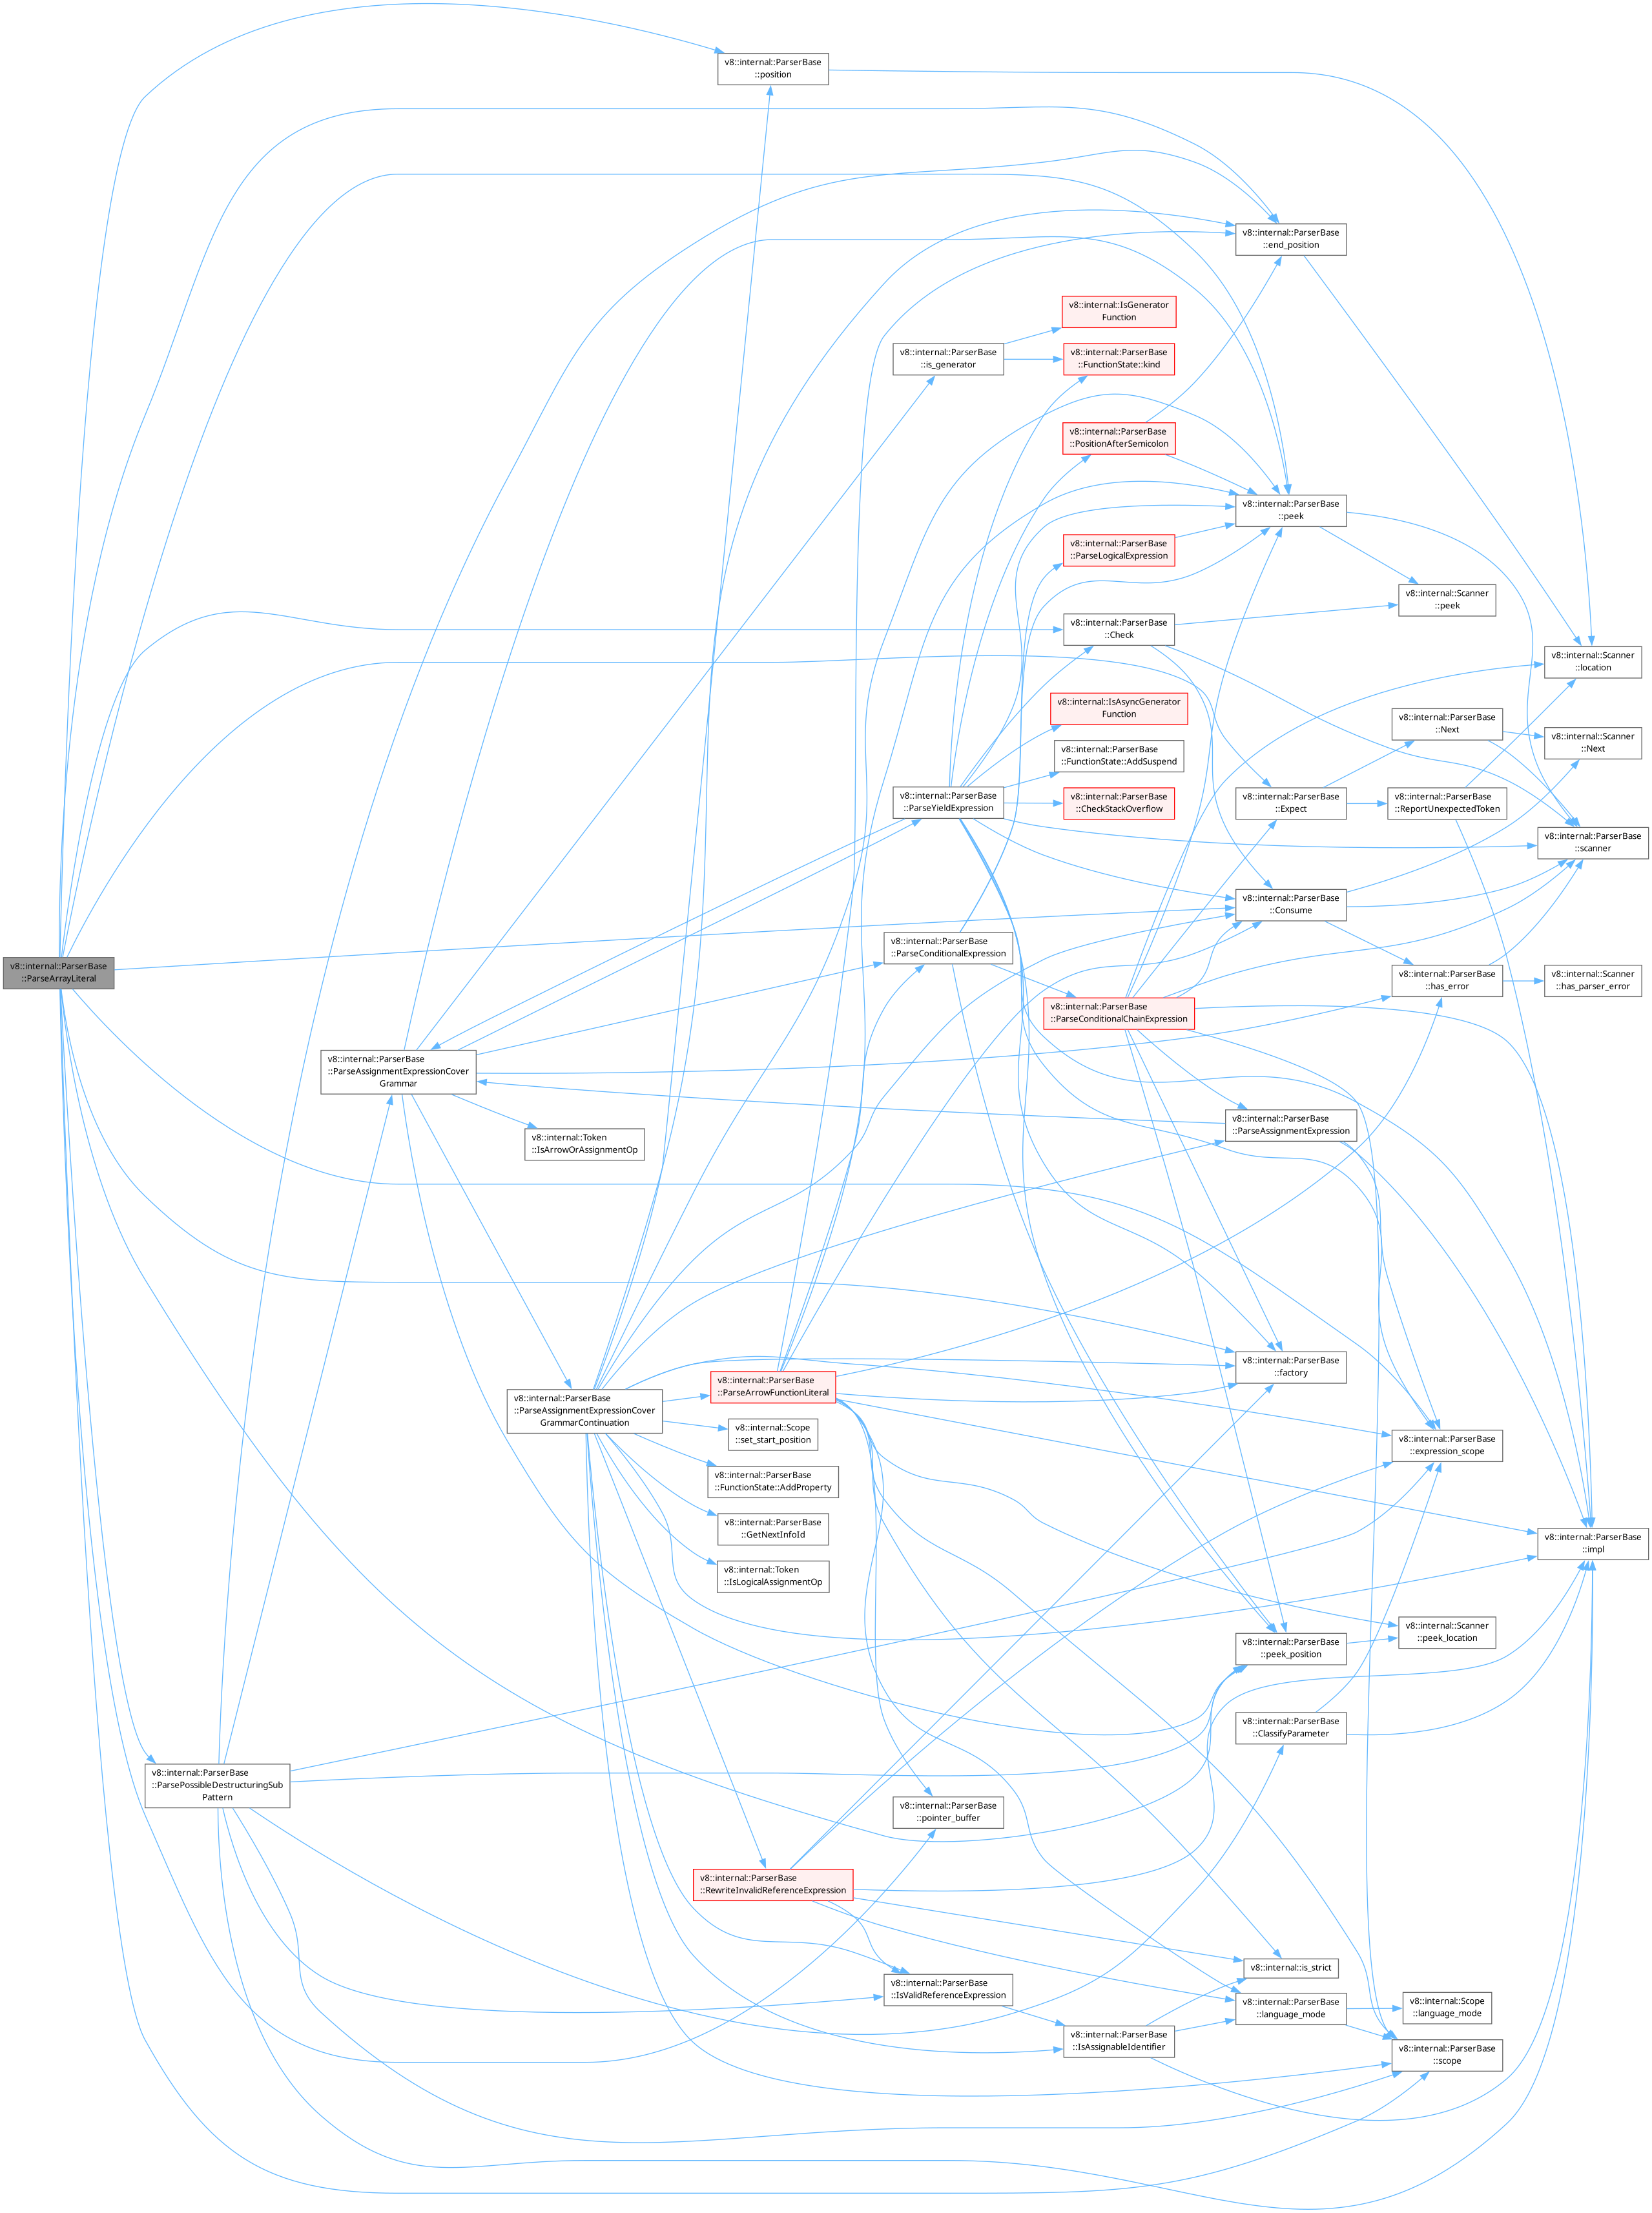 v8::internal::ParserBase
::position
v8::internal::ParserBase
::end_position
v8::internal::IsGenerator
Function
v8::internal::ParserBase
::is_generator
v8::internal::ParserBase
::FunctionState::kind
v8::internal::ParserBase
::PositionAfterSemicolon
v8::internal::ParserBase
::peek
v8::internal::ParserBase
::ParseLogicalExpression
v8::internal::Scanner
::peek
v8::internal::ParserBase
::Check
v8::internal::Scanner
::location
v8::internal::IsAsyncGenerator
Function
v8::internal::ParserBase
::Next
v8::internal::Scanner
::Next
v8::internal::ParserBase
::FunctionState::AddSuspend
v8::internal::ParserBase
::ParseYieldExpression
v8::internal::ParserBase
::CheckStackOverflow
v8::internal::ParserBase
::Expect
v8::internal::ParserBase
::ReportUnexpectedToken
v8::internal::ParserBase
::scanner
v8::internal::ParserBase
::Consume
v8::internal::ParserBase
::ParseConditionalExpression
v8::internal::ParserBase
::ParseArrayLiteral
v8::internal::ParserBase
::has_error
v8::internal::Scanner
::has_parser_error
v8::internal::ParserBase
::ParseConditionalChainExpression
v8::internal::ParserBase
::ParseAssignmentExpressionCover
Grammar
v8::internal::ParserBase
::ParseAssignmentExpression
v8::internal::Token
::IsArrowOrAssignmentOp
v8::internal::ParserBase
::factory
v8::internal::ParserBase
::ParseArrowFunctionLiteral
v8::internal::ParserBase
::ParseAssignmentExpressionCover
GrammarContinuation
v8::internal::Scope
::set_start_position
v8::internal::ParserBase
::expression_scope
v8::internal::ParserBase
::FunctionState::AddProperty
v8::internal::ParserBase
::GetNextInfoId
v8::internal::ParserBase
::impl
v8::internal::Token
::IsLogicalAssignmentOp
v8::internal::Scanner
::peek_location
v8::internal::ParserBase
::peek_position
v8::internal::ParserBase
::ClassifyParameter
v8::internal::ParserBase
::ParsePossibleDestructuringSub
Pattern
v8::internal::ParserBase
::pointer_buffer
v8::internal::ParserBase
::RewriteInvalidReferenceExpression
v8::internal::is_strict
v8::internal::ParserBase
::IsValidReferenceExpression
v8::internal::ParserBase
::language_mode
v8::internal::Scope
::language_mode
v8::internal::ParserBase
::IsAssignableIdentifier
v8::internal::ParserBase
::scope